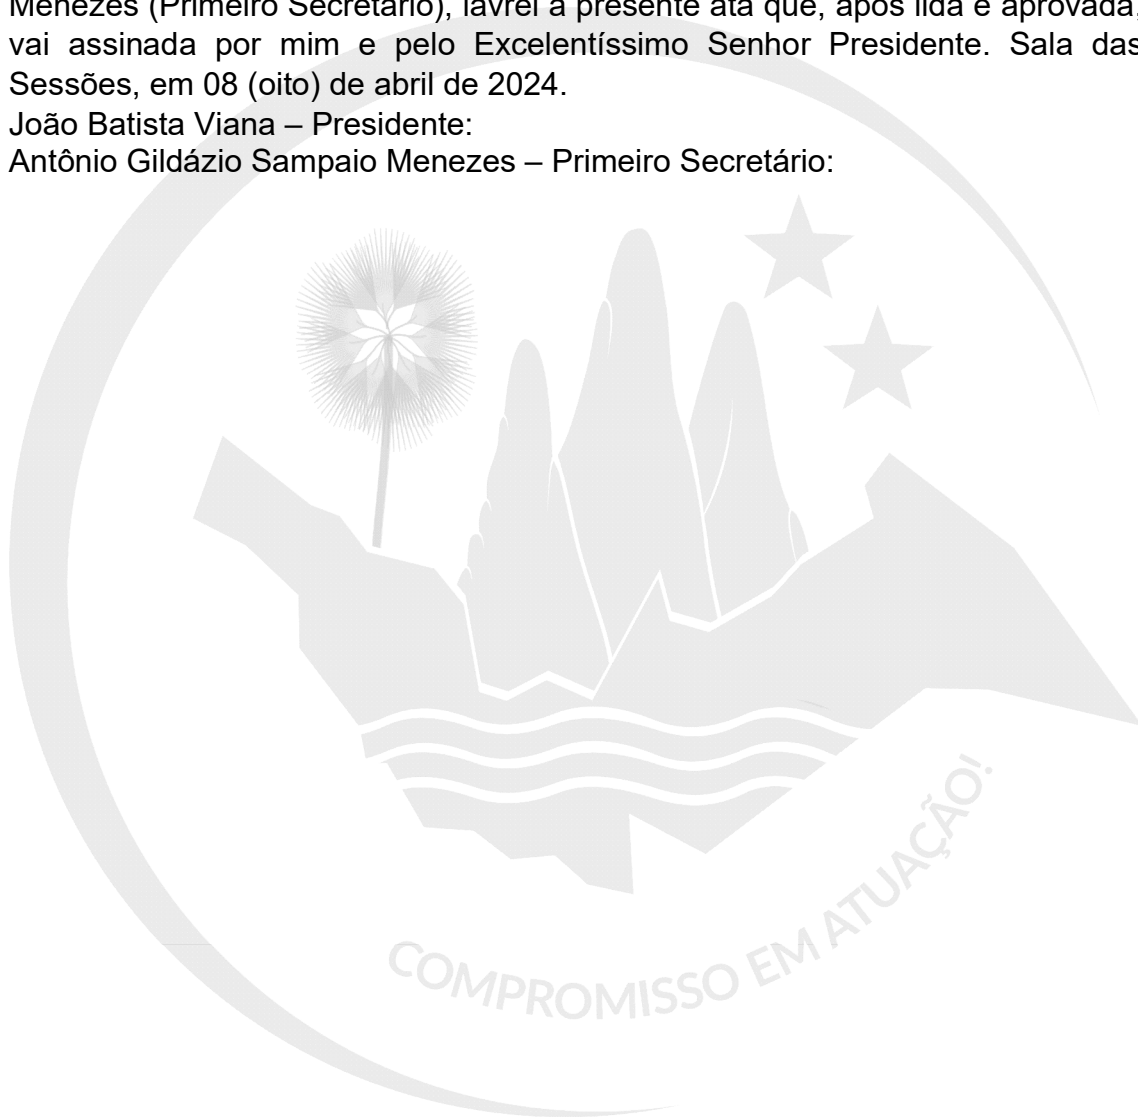 Menezes (Primeiro Secretário), lavrei a presente ata que, após lida e aprovada,
vai assinada por mim e pelo Excelentíssimo Senhor Presidente. Sala das
Sessões, em 08 (oito) de abril de 2024.
João Batista Viana – Presidente:
Antônio Gildázio Sampaio Menezes – Primeiro Secretário:
COMPROMISSO EM ATUAÇÃO!